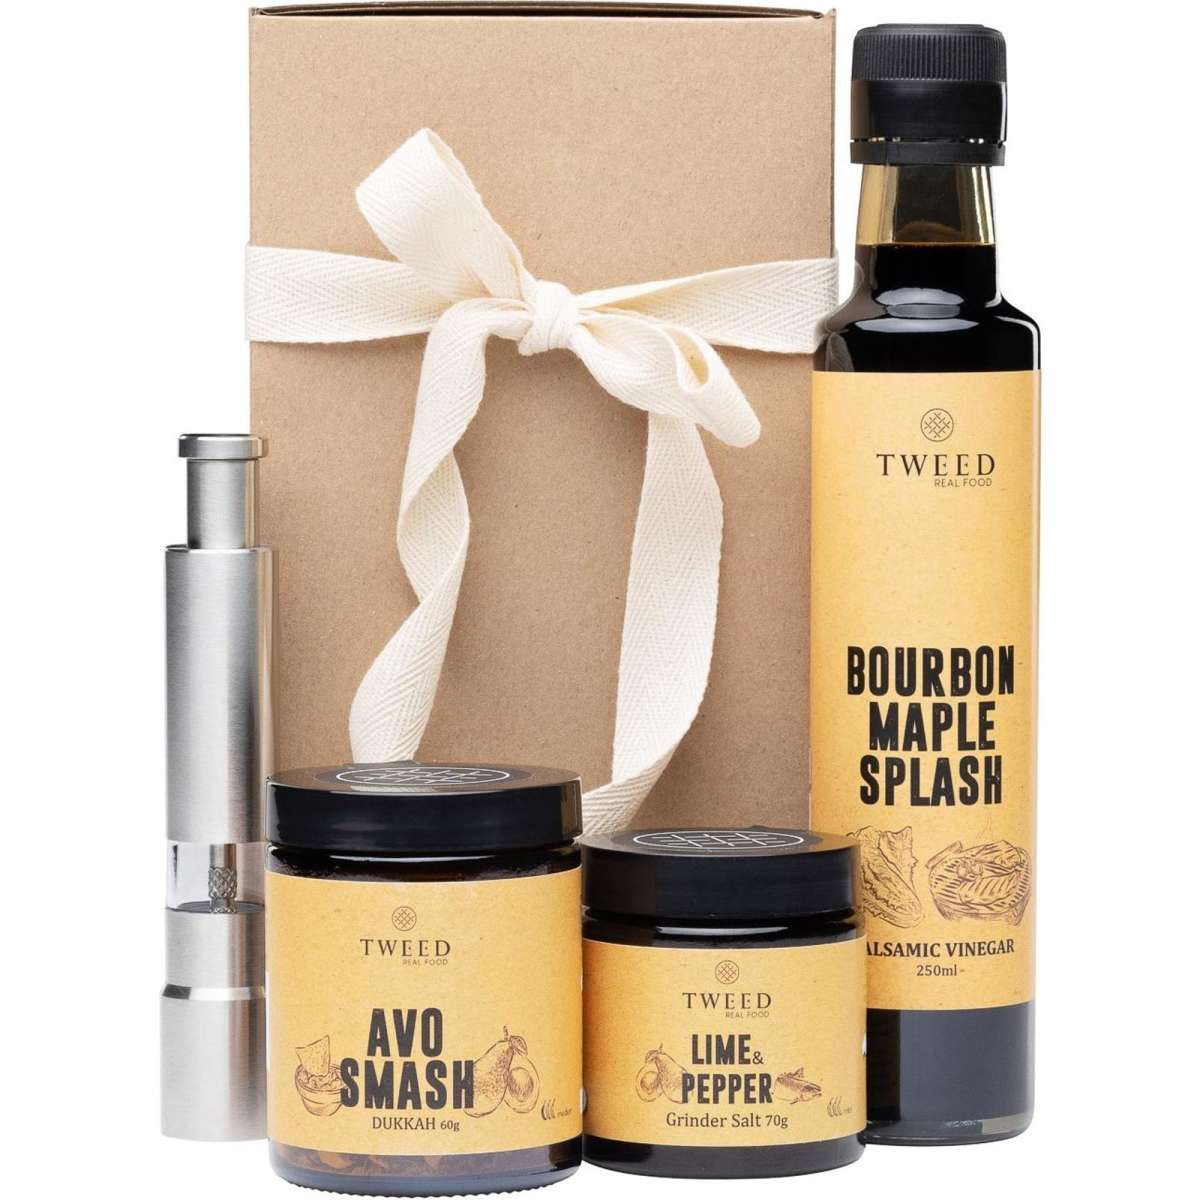 TWEED
REAL FOOD
BOURBON
MAPLE
SPLASH
ALSAMIC VINEGAR
250ml
TWEED
REAL FOOD
AVO
SMASH
DUKKAH 60g
TWEED
REAL FOOD
LIME &
PEPPER
Grinder Salt 70g